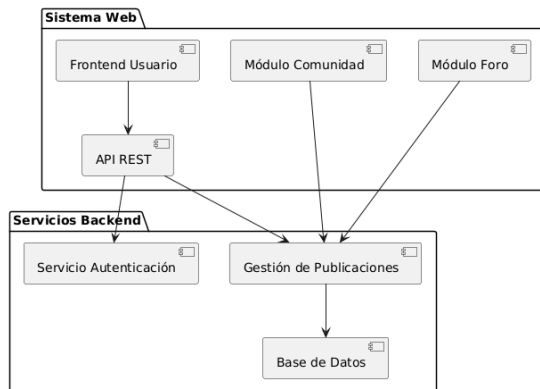 Sistema Web
Frontend Usuario
Módulo Comunidad
Módulo Foro
API REST
Servicios Backend
Servicio Autenticación
Gestión de Publicaciones
Base de Datos